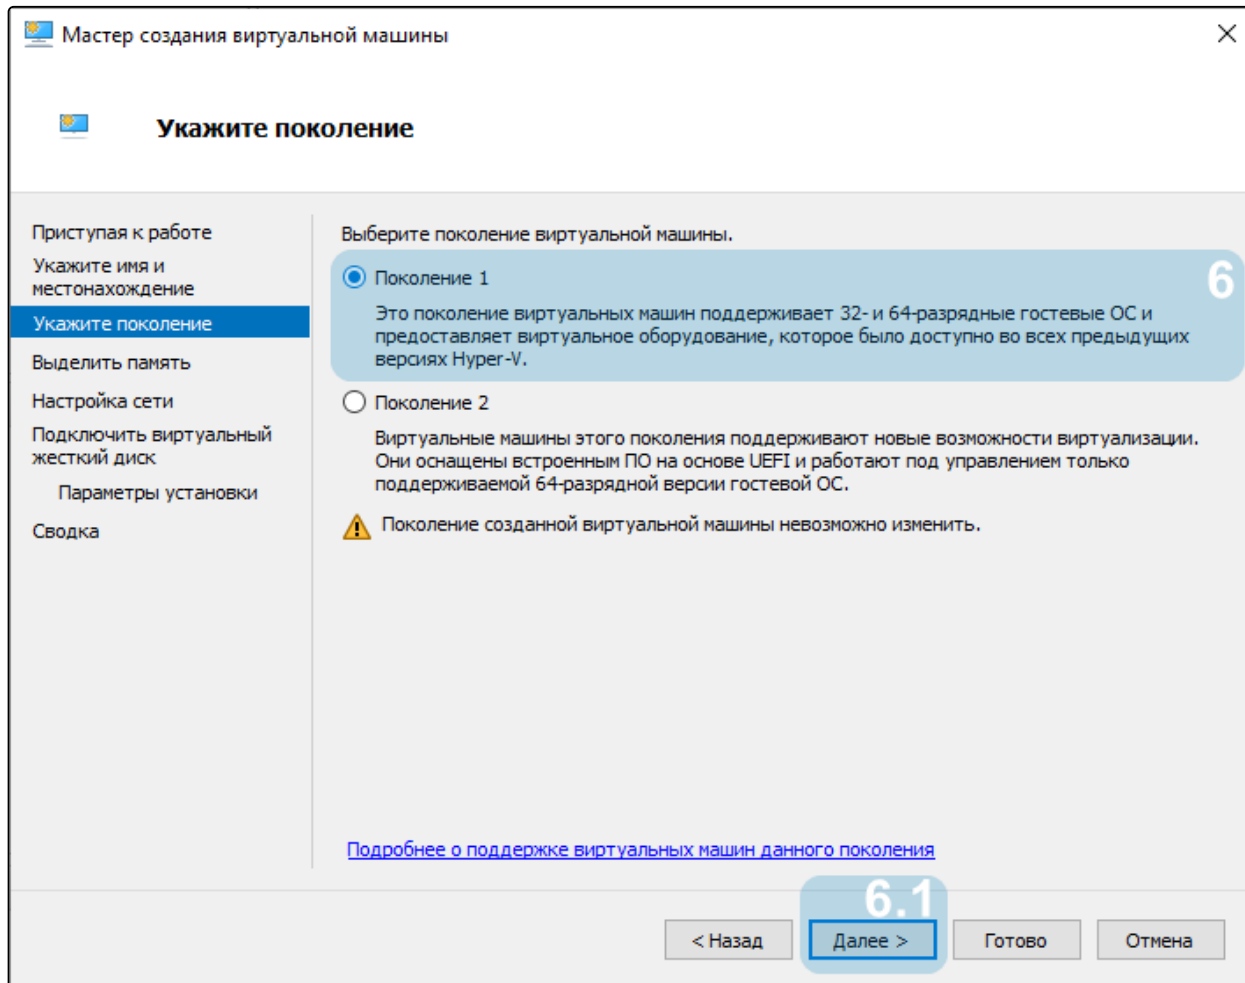 Мастер создания виртуальной машины
Укажите поколение
Приступая к работе
Укажите имя и
местонахождение
Укажите поколение
Выделить память
Настройка сети
Подключить виртуальный
жесткий диск
Параметры установки
Сводка
Выберите поколение виртуальной машины.
Поколение 1
6
Это поколение виртуальных машин поддерживает 32- и 64-разрядные гостевые ОС и
предоставляет виртуальное оборудование, которое было доступно во всех предыдущих
версиях Hyper-V.
Поколение 2
Виртуальные машины этого поколения поддерживают новые возможности виртуализации.
Они оснащены встроенным ПО на основе UEFI и работают под управлением только
поддерживаемой 64-разрядной версии гостевой ОС.
Поколение созданной виртуальной машины невозможно изменить.
Подробнее о поддержке виртуальных машин данного поколения
6.1
< Назад
Далее >
Готово
Отмена